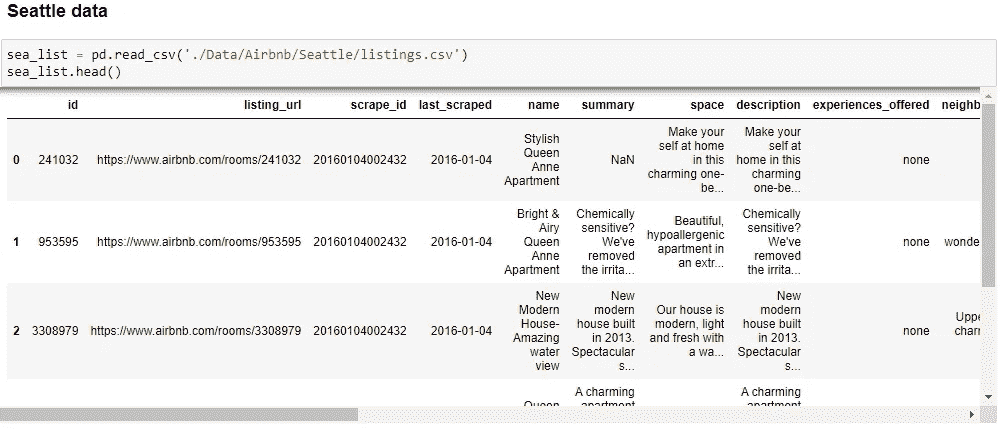 Seattle data
sea_list = pd.read_csv('./Data/Airbnb/Seattle/listings.csv')
sea_list.head()
id listing_url scrape_id last_scraped name summary space description experiences_offered neighb
0 241032 https://www.airbnb.com/rooms/241032 20160104002432 2016-01-04
Stylish
Queen
Anne
Apartment
NaN
Make your
self at home
in this
charming one-
be...
Make your
self at
home in this
charming
one-be...
none
1 953595 https://www.airbnb.com/rooms/953595 20160104002432 2016-01-04
Bright &
Airy
Queen
Anne
Apartment
Chemically
sensitive?
We've
removed
the irrita...
Beautiful,
hypoallergenic
apartment in
an extr...
Chemically
sensitive?
We've
removed
the irrita...
none
wonde
2 3308979 https://www.airbnb.com/rooms/3308979 20160104002432 2016-01-04
New
Modern
House-
Amazing
water
view
New
modern
house built
in 2013.
Spectacular
s...
Our house is
modern, light
and fresh with
a wa...
New
modern
house built
in 2013.
Spectacular
s...
none
Uppe
Queen
A charming
apartment
A charming
apartment